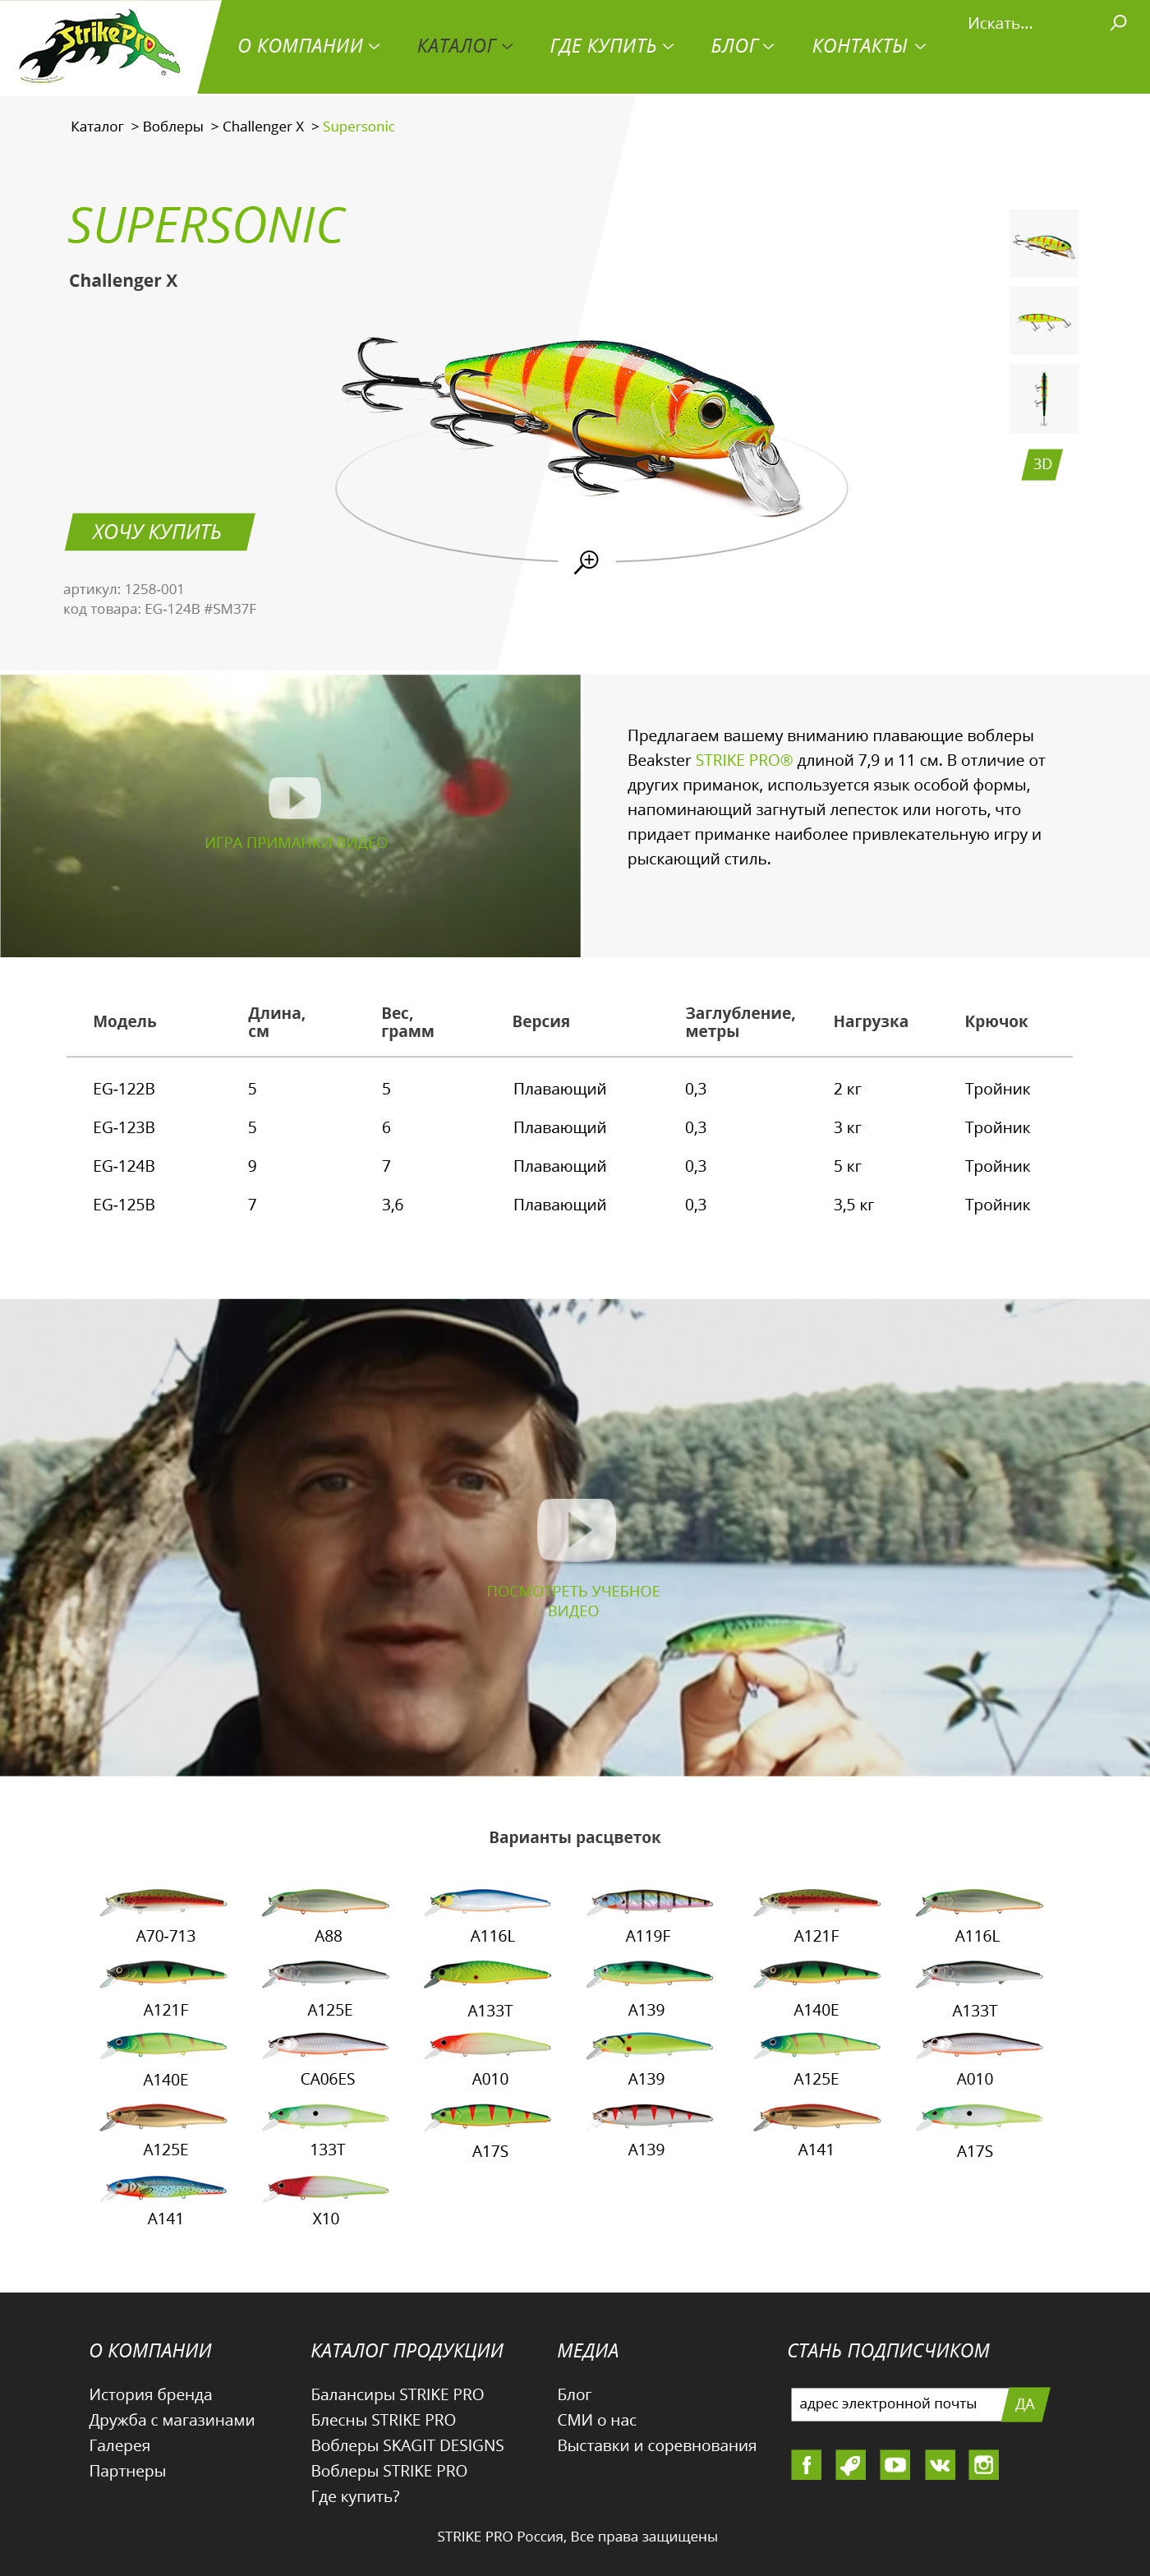 StrikePro
О КОМПАНИИ
КАТАЛОГ
ГДЕ КУПИТЬ
БЛОГ
КОНТАКТЫ
Искать...
Каталог > Воблеры > Challenger X > Supersonic
SUPERSONIC
Challenger X
3D
ХОЧУ КУПИТЬ
артикул: 1258-001
код товара: EG-124B #SM37F
ИГРА ПРИМАНКИ ВИДЕО
Предлагаем вашему вниманию плавающие воблеры
Beakster STRIKE PRO® длиной 7,9 и 11 см. В отличие от
других приманок, используется язык особой формы,
напоминающий загнутый лепесток или ноготь, что
придает приманке наиболее привлекательную игру и
рыскающий стиль.
Модель Длина, см Вес, грамм Версия Заглубление, метры Нагрузка Крючок
EG-122B 5 5 Плавающий 0,3 2 кг Тройник
EG-123B 5 6 Плавающий 0,3 3 кг Тройник
EG-124B 9 7 Плавающий 0,3 5 кг Тройник
EG-125B 7 3,6 Плавающий 0,3 3,5 кг Тройник
ПОСМОТРЕТЬ УЧЕБНОЕ
ВИДЕО
Варианты расцветок
A70-713 A88 A116L A119F A121F A116L
A121F A125E A133T A139 A140E A133T
A140E CA06ES A010 A139 A125E A010
A125E 133T A17S A139 A141 A17S
A141 X10
О КОМПАНИИ
История бренда
Дружба с магазинами
Галерея
Партнеры
КАТАЛОГ ПРОДУКЦИИ
Балансиры STRIKE PRO
Блесны STRIKE PRO
Воблеры SKAGIT DESIGNS
Воблеры STRIKE PRO
Где купить?
МЕДИА
Блог
СМИ о нас
Выставки и соревнования
СТАНЬ ПОДПИСЧИКОМ
адрес электронной почты
ДА
STRIKE PRO Россия, Все права защищены